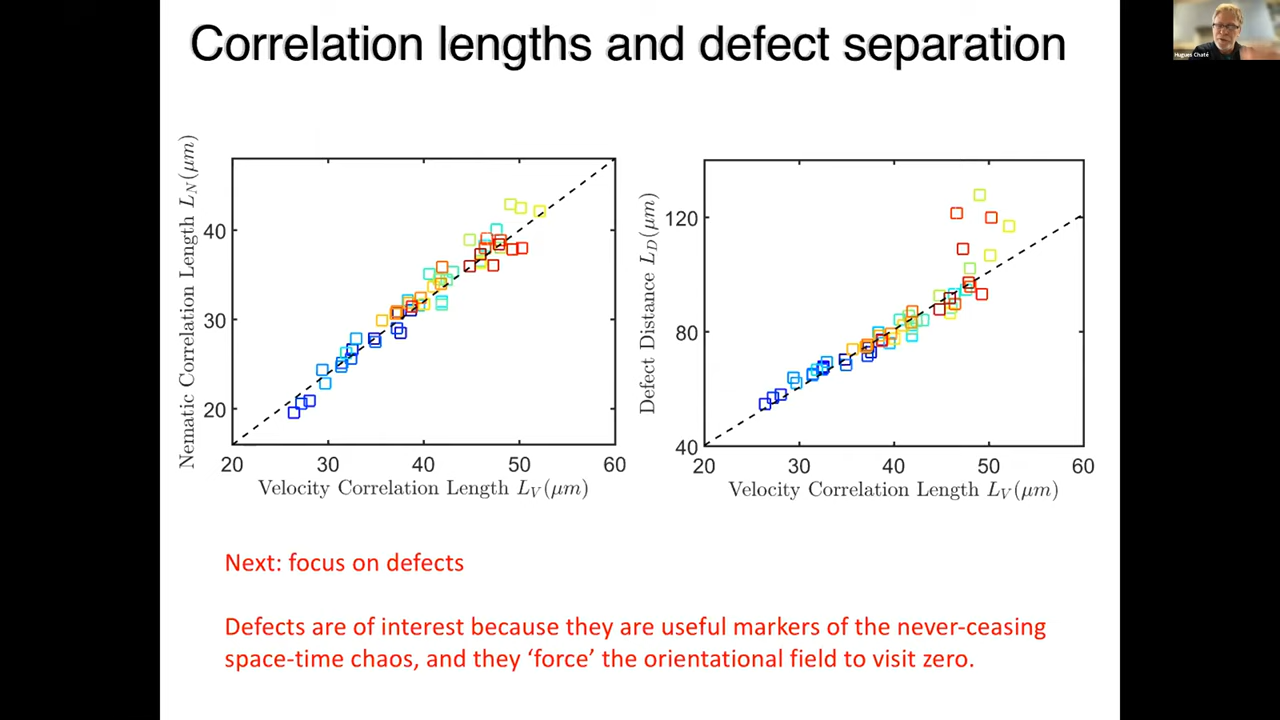 Correlation lengths and defect separation
Hugues Chaté
Nematic Correlation Length L_N(μm)
40
30
20
20 30 40 50 60
Velocity Correlation Length L_V(μm)
Defect Distance L_D(μm)
120
80
40
20 30 40 50 60
Velocity Correlation Length L_V(μm)
Next: focus on defects
Defects are of interest because they are useful markers of the never-ceasing
space-time chaos, and they ‘force’ the orientational field to visit zero.